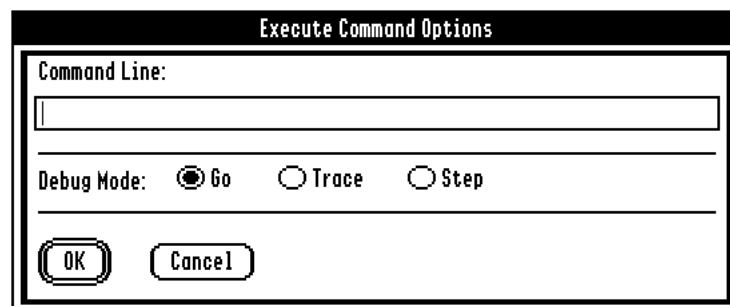 Execute Command Options
Command Line:
Debug Mode: Go Trace Step
OK Cancel